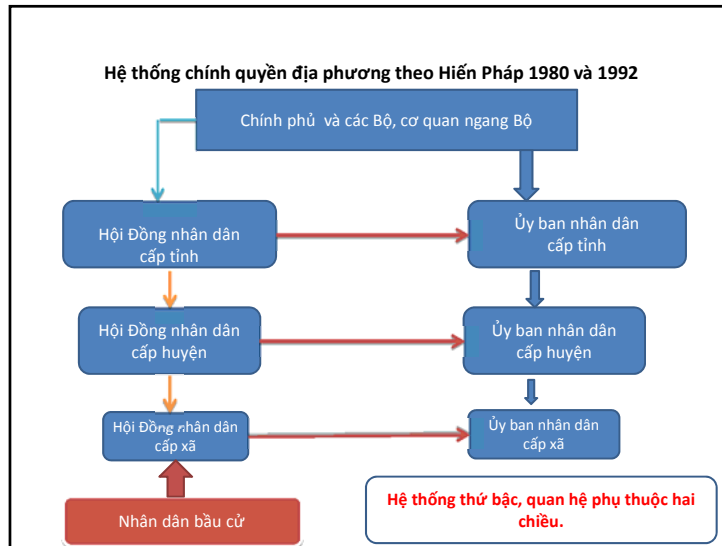 Hệ thống chính quyền địa phương theo Hiến Pháp 1980 và 1992
Chính phủ và các Bộ, cơ quan ngang Bộ
Hội Đồng nhân dân
cấp tỉnh
Ủy ban nhân dân
cấp tỉnh
Hội Đồng nhân dân
cấp huyện
Ủy ban nhân dân
cấp huyện
Hội Đồng nhân dân
cấp xã
Ủy ban nhân dân
cấp xã
Nhân dân bầu cử
Hệ thống thứ bậc, quan hệ phụ thuộc hai
chiều.